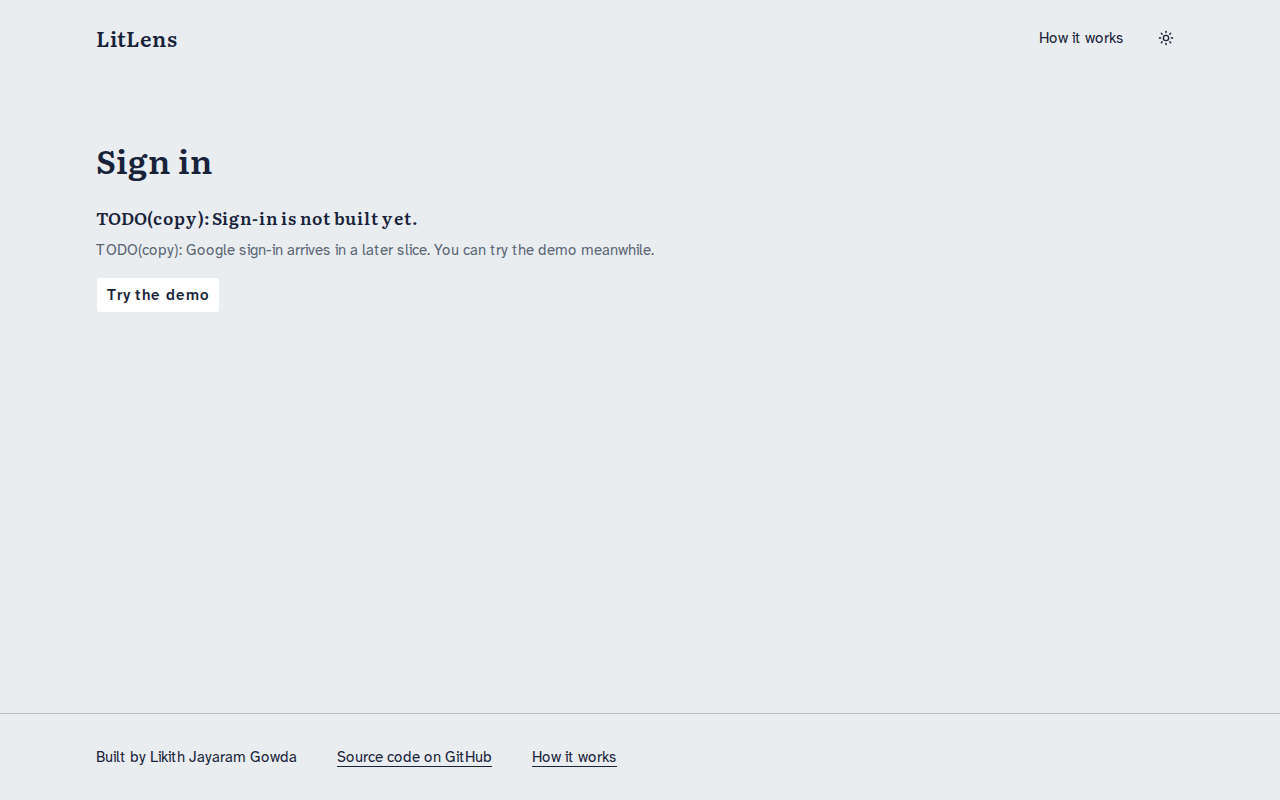 LitLens
How it works
Sign in
TODO(copy): Sign-in is not built yet.
TODO(copy): Google sign-in arrives in a later slice. You can try the demo meanwhile.
Try the demo
Built by Likith Jayaram Gowda
Source code on GitHub
How it works